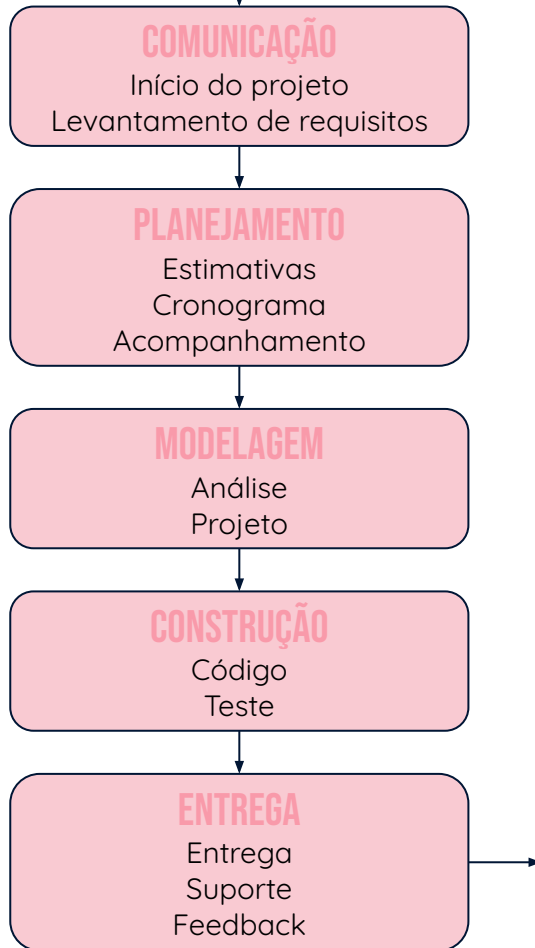 COMUNICAÇÃO
Início do projeto
Levantamento de requisitos
PLANEJAMENTO
Estimativas
Cronograma
Acompanhamento
MODELAGEM
Análise
Projeto
CONSTRUÇÃO
Código
Teste
ENTREGA
Entrega
Suporte
Feedback